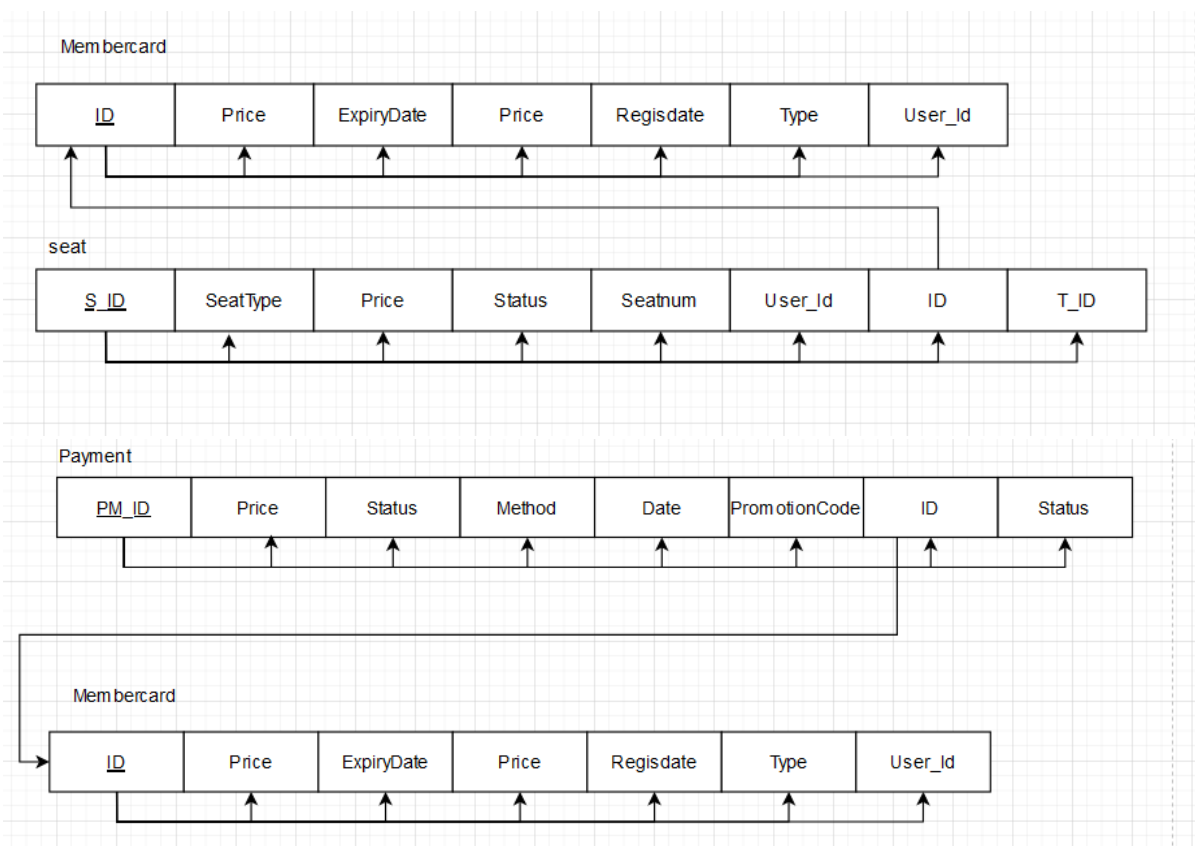 Membercard
ID Price ExpiryDate Price Regisdate Type User_Id
seat
S_ID SeatType Price Status Seatnum User_Id ID T_ID
Payment
PM_ID Price Status Method Date PromotionCode ID Status
Membercard
ID Price ExpiryDate Price Regisdate Type User_Id